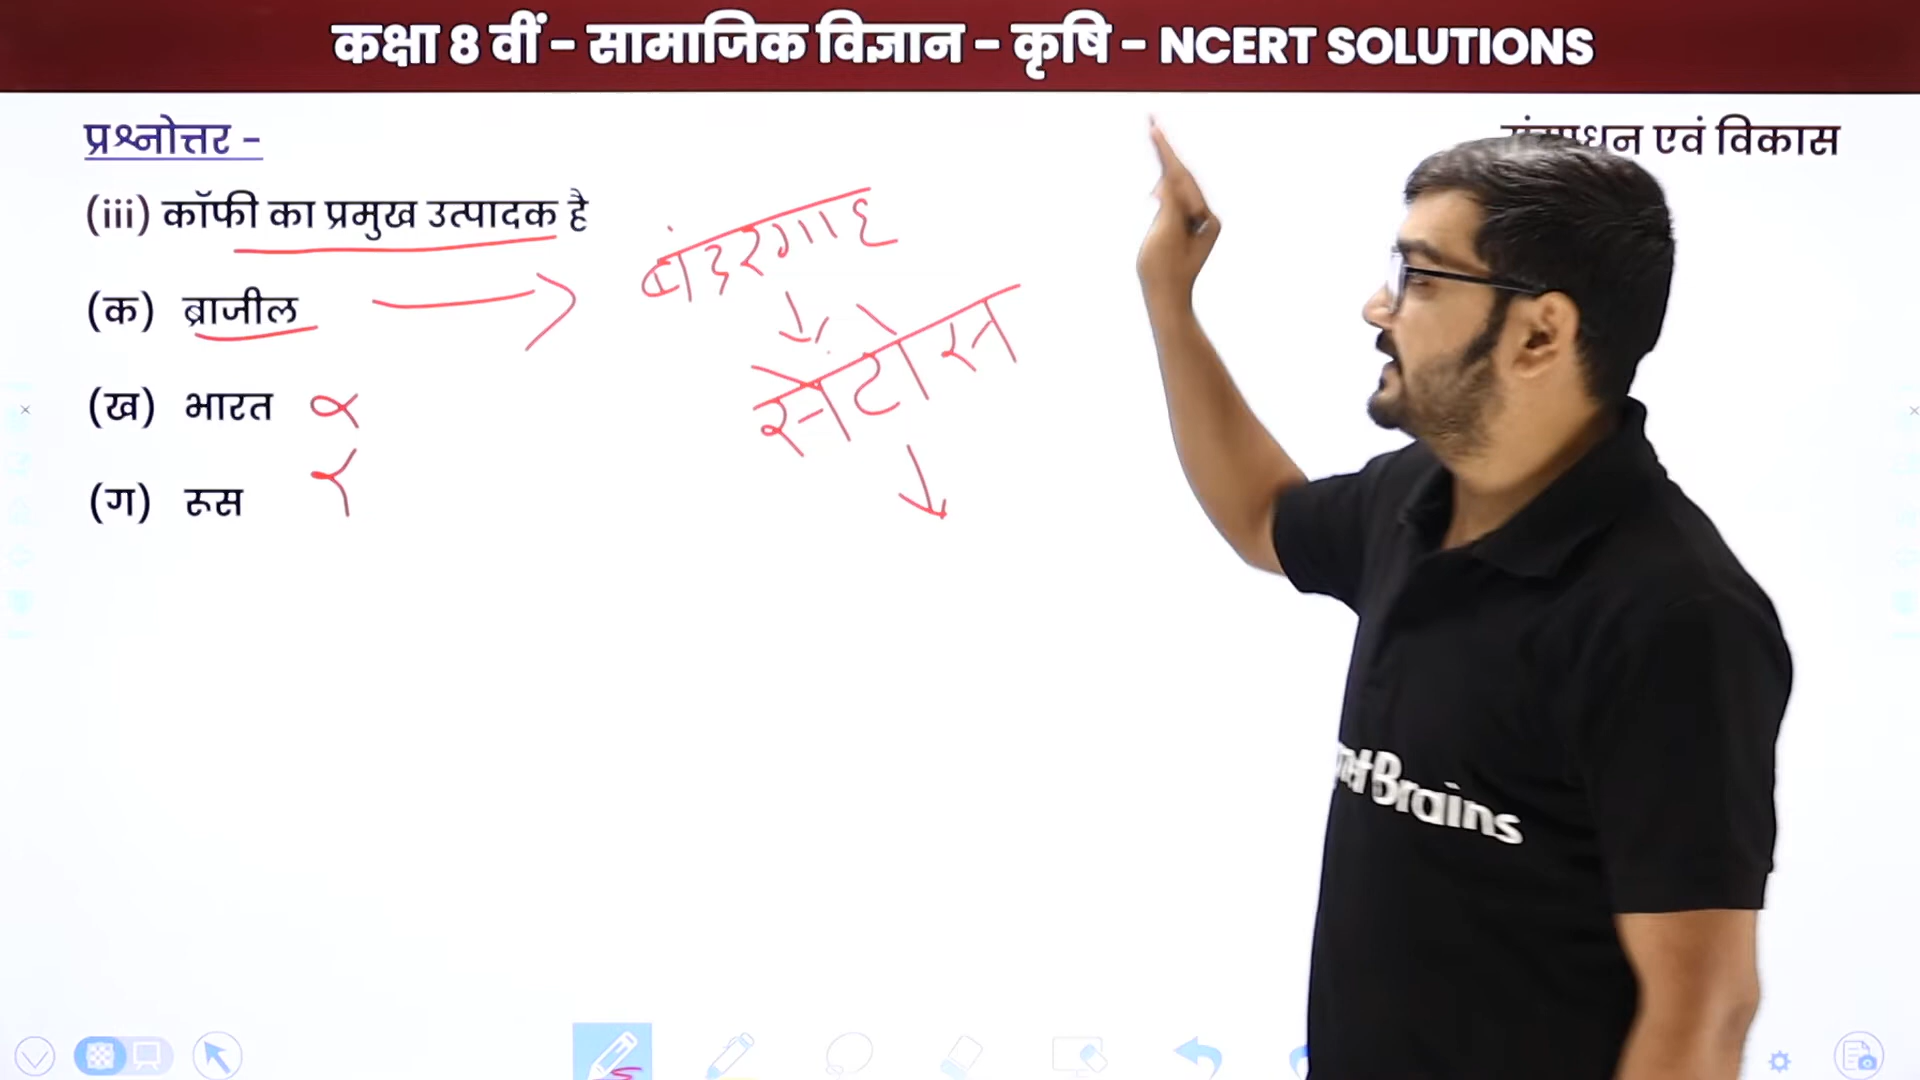 कक्षा 8 वीं - सामाजिक विज्ञान - कृषि - NCERT SOLUTIONS
प्रश्नोत्तर -
एवं विकास
(iii) कॉफी का प्रमुख उत्पादक है
बंदरगाह
(क) ब्राजील
(ख) भारत
(ग) रूस
Brains